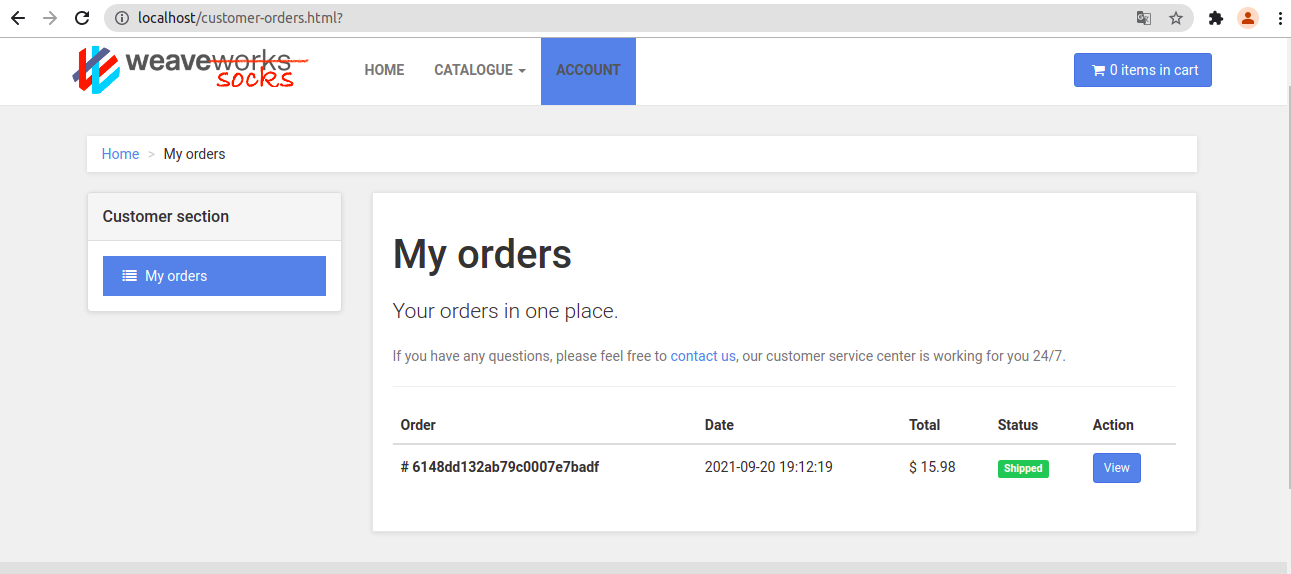 localhost/customer-orders.html?
weaveworks
socks
HOME
CATALOGUE
ACCOUNT
0 items in cart
Home > My orders
Customer section
My orders
My orders
Your orders in one place.
If you have any questions, please feel free to contact us, our customer service center is working for you 24/7.
Order Date Total Status Action
# 6148dd132ab79c0007e7badf 2021-09-20 19:12:19 $ 15.98 Shipped View